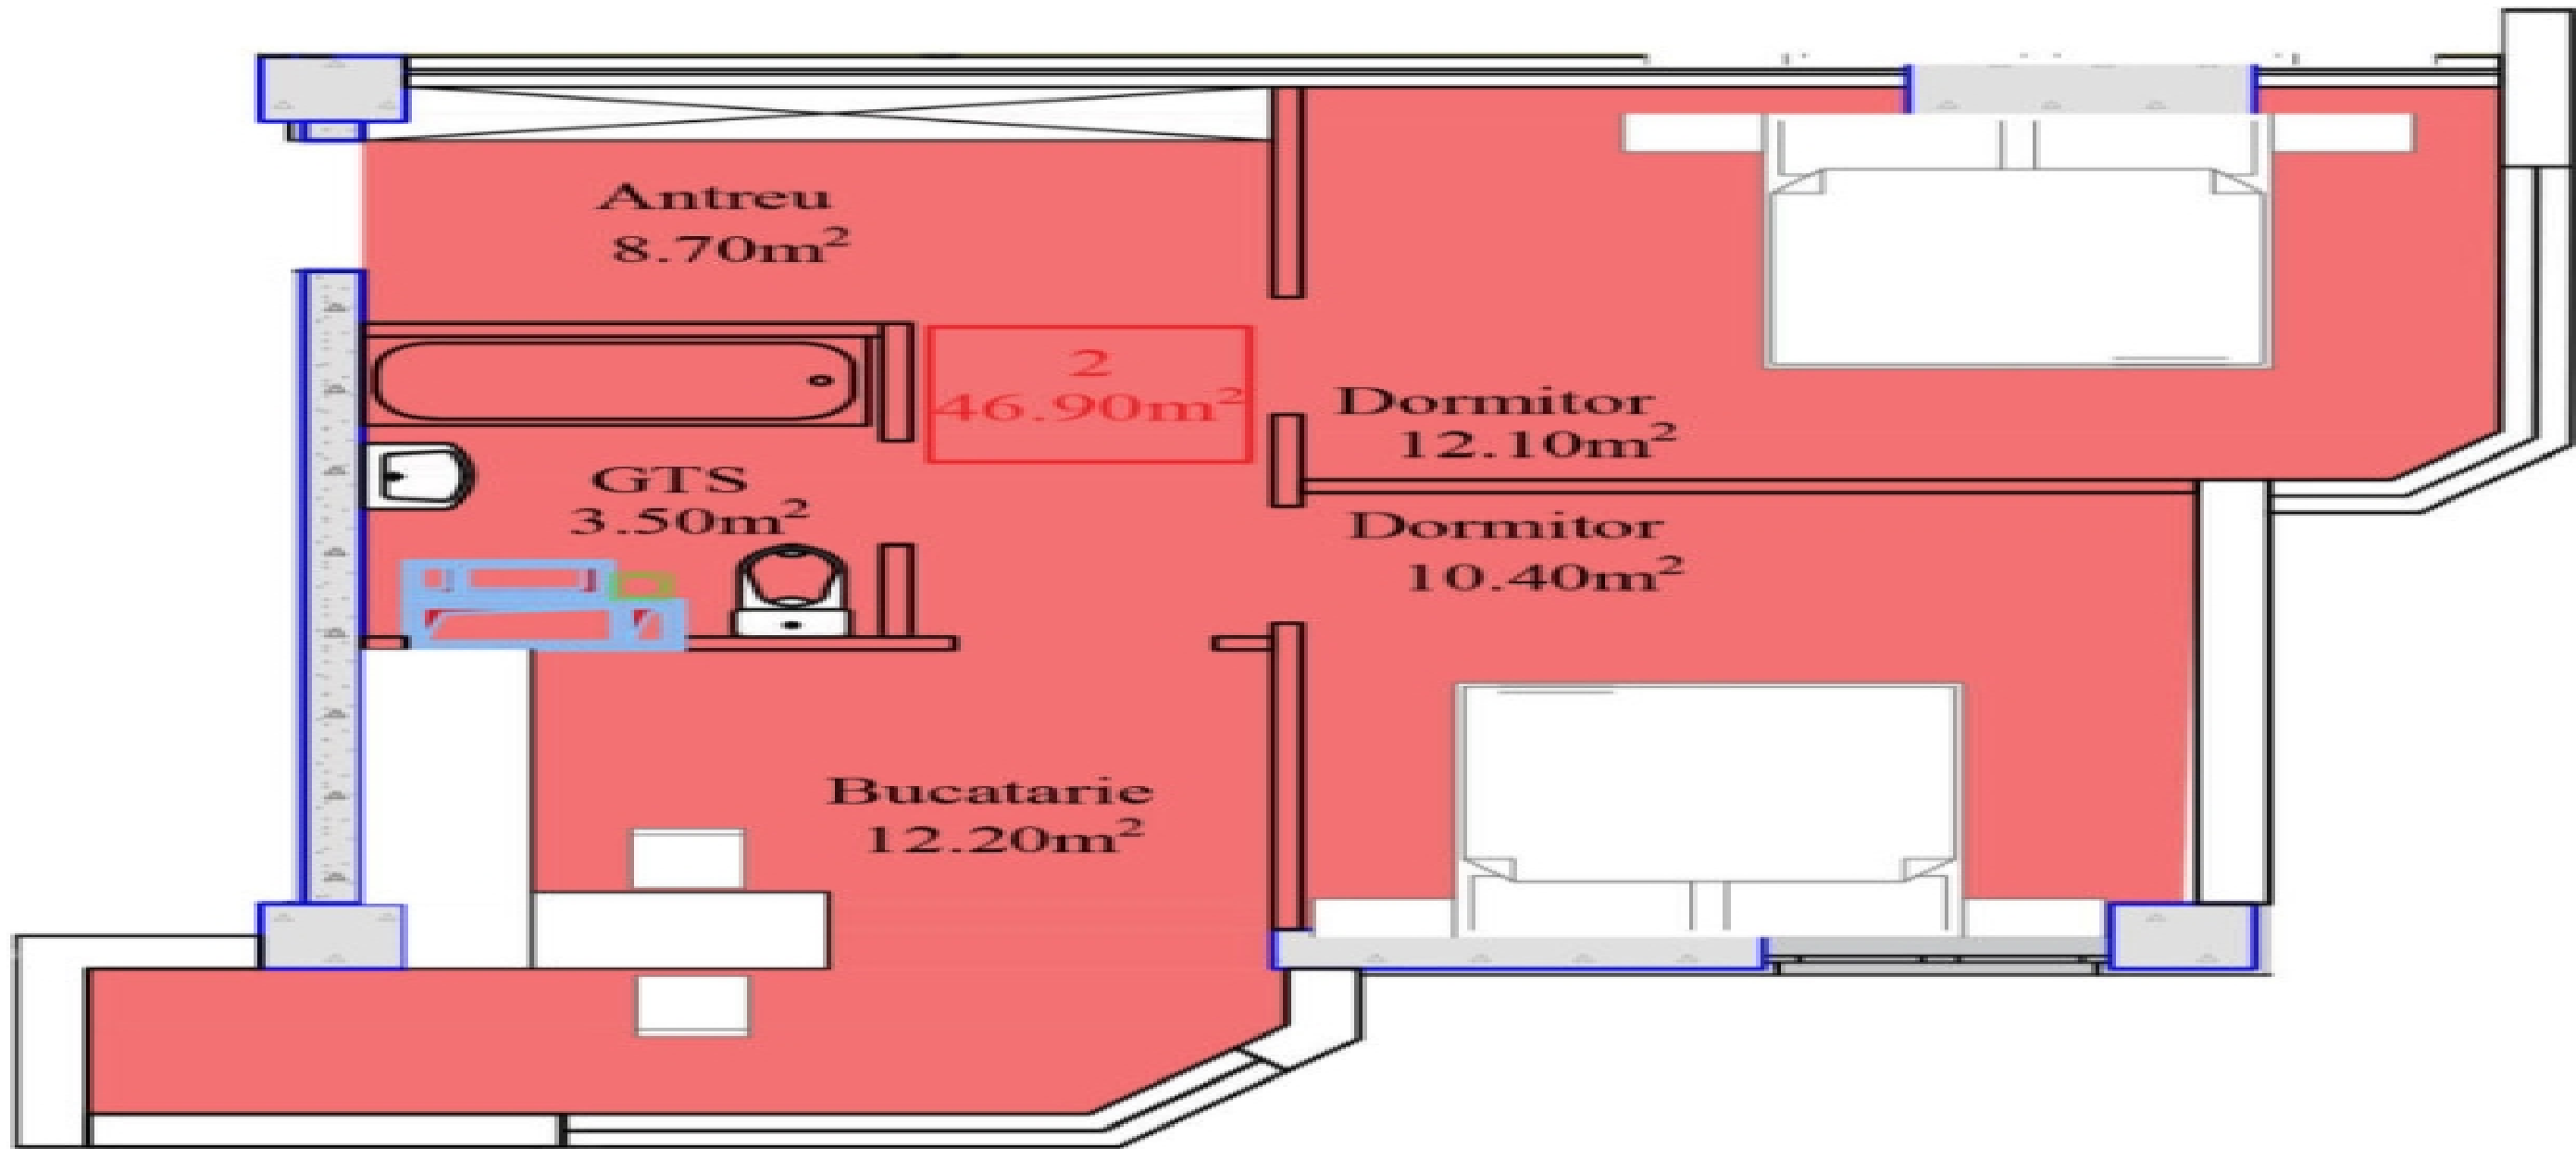 Antreu
8.70m²
2
46.90m²
Dormitor
12.10m²
GTS
3.50m²
Dormitor
10.40m²
Bucatarie
12.20m²